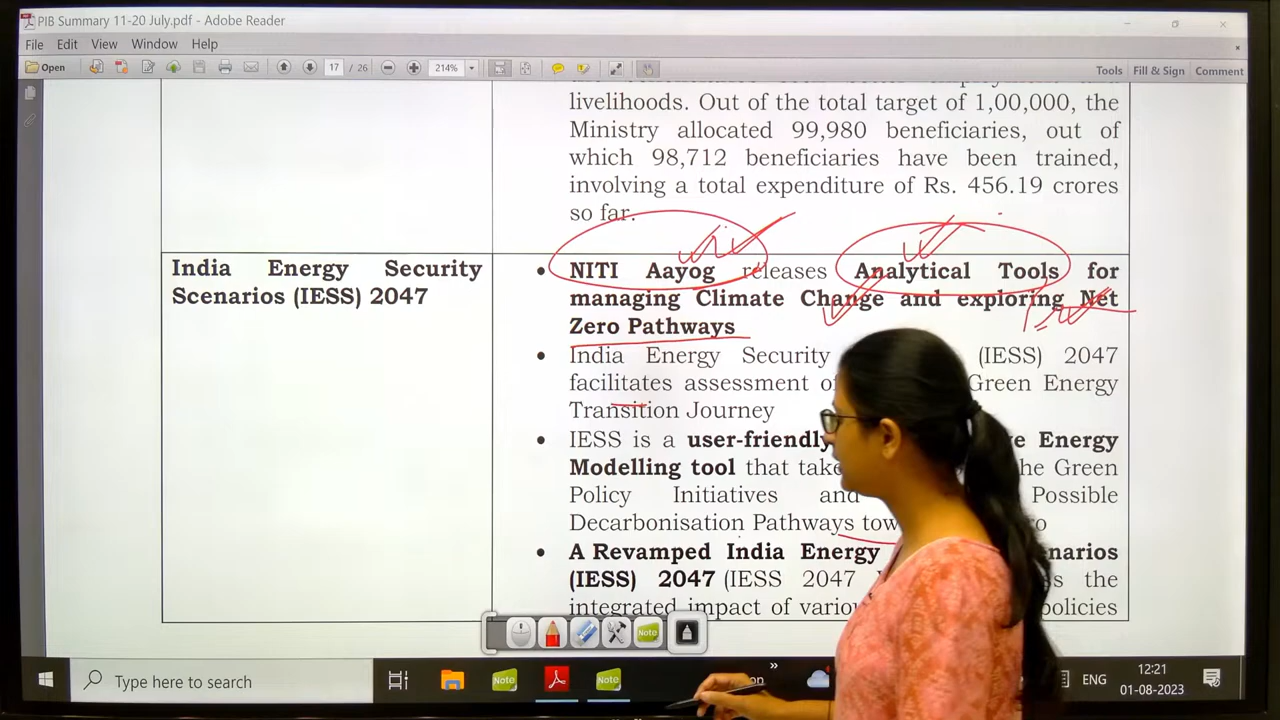 PIB Summary 11-20 July.pdf - Adobe Reader
File Edit View Window Help
Open 17 / 26 214% Tools Fill & Sign Comment
livelihoods. Out of the total target of 1,00,000, the
Ministry allocated 99,980 beneficiaries, out of
which 98,712 beneficiaries have been trained,
involving a total expenditure of Rs. 456.19 crores
so far.
India Energy Security
Scenarios (IESS) 2047
• NITI Aayog releases Analytical Tools for
managing Climate Change and exploring Net
Zero Pathways
• India Energy Security (IESS) 2047
facilitates assessment of Green Energy
Transition Journey
• IESS is a user-friendly Energy
Modelling tool that take the Green
Policy Initiatives and Possible
Decarbonisation Pathways
• A Revamped India Energy
(IESS) 2047 (IESS 2047 the
integrated impact of policies
Note
Type here to search
Note
Note
ENG
12:21
01-08-2023